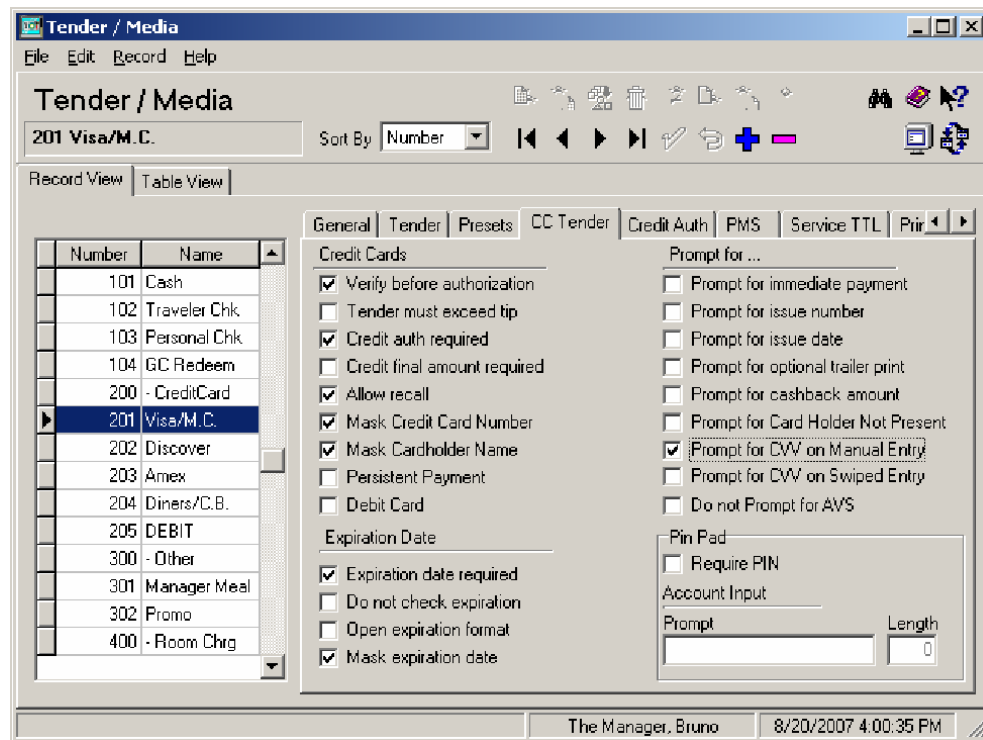 Tender / Media
File Edit Record Help
Tender / Media
201 Visa/M.C.
Sort By Number
Record View Table View
General Tender Presets CC Tender Credit Auth PMS Service TTL Prir
Number Name
101 Cash
102 Traveler Chk
103 Personal Chk
104 GC Redeem
200 - CreditCard
201 Visa/M.C.
202 Discover
203 Amex
204 Diners/C.B.
205 DEBIT
300 - Other
301 Manager Meal
302 Promo
400 - Room Chrg
Credit Cards
Verify before authorization
Tender must exceed tip
Credit auth required
Credit final amount required
Allow recall
Mask Credit Card Number
Mask Cardholder Name
Persistent Payment
Debit Card
Expiration Date
Expiration date required
Do not check expiration
Open expiration format
Mask expiration date
Prompt for ...
Prompt for immediate payment
Prompt for issue number
Prompt for issue date
Prompt for optional trailer print
Prompt for cashback amount
Prompt for Card Holder Not Present
Prompt for CVV on Manual Entry
Prompt for CVV on Swiped Entry
Do not Prompt for AVS
Pin Pad
Require PIN
Account Input
Prompt Length
0
The Manager, Bruno 8/20/2007 4:00:35 PM